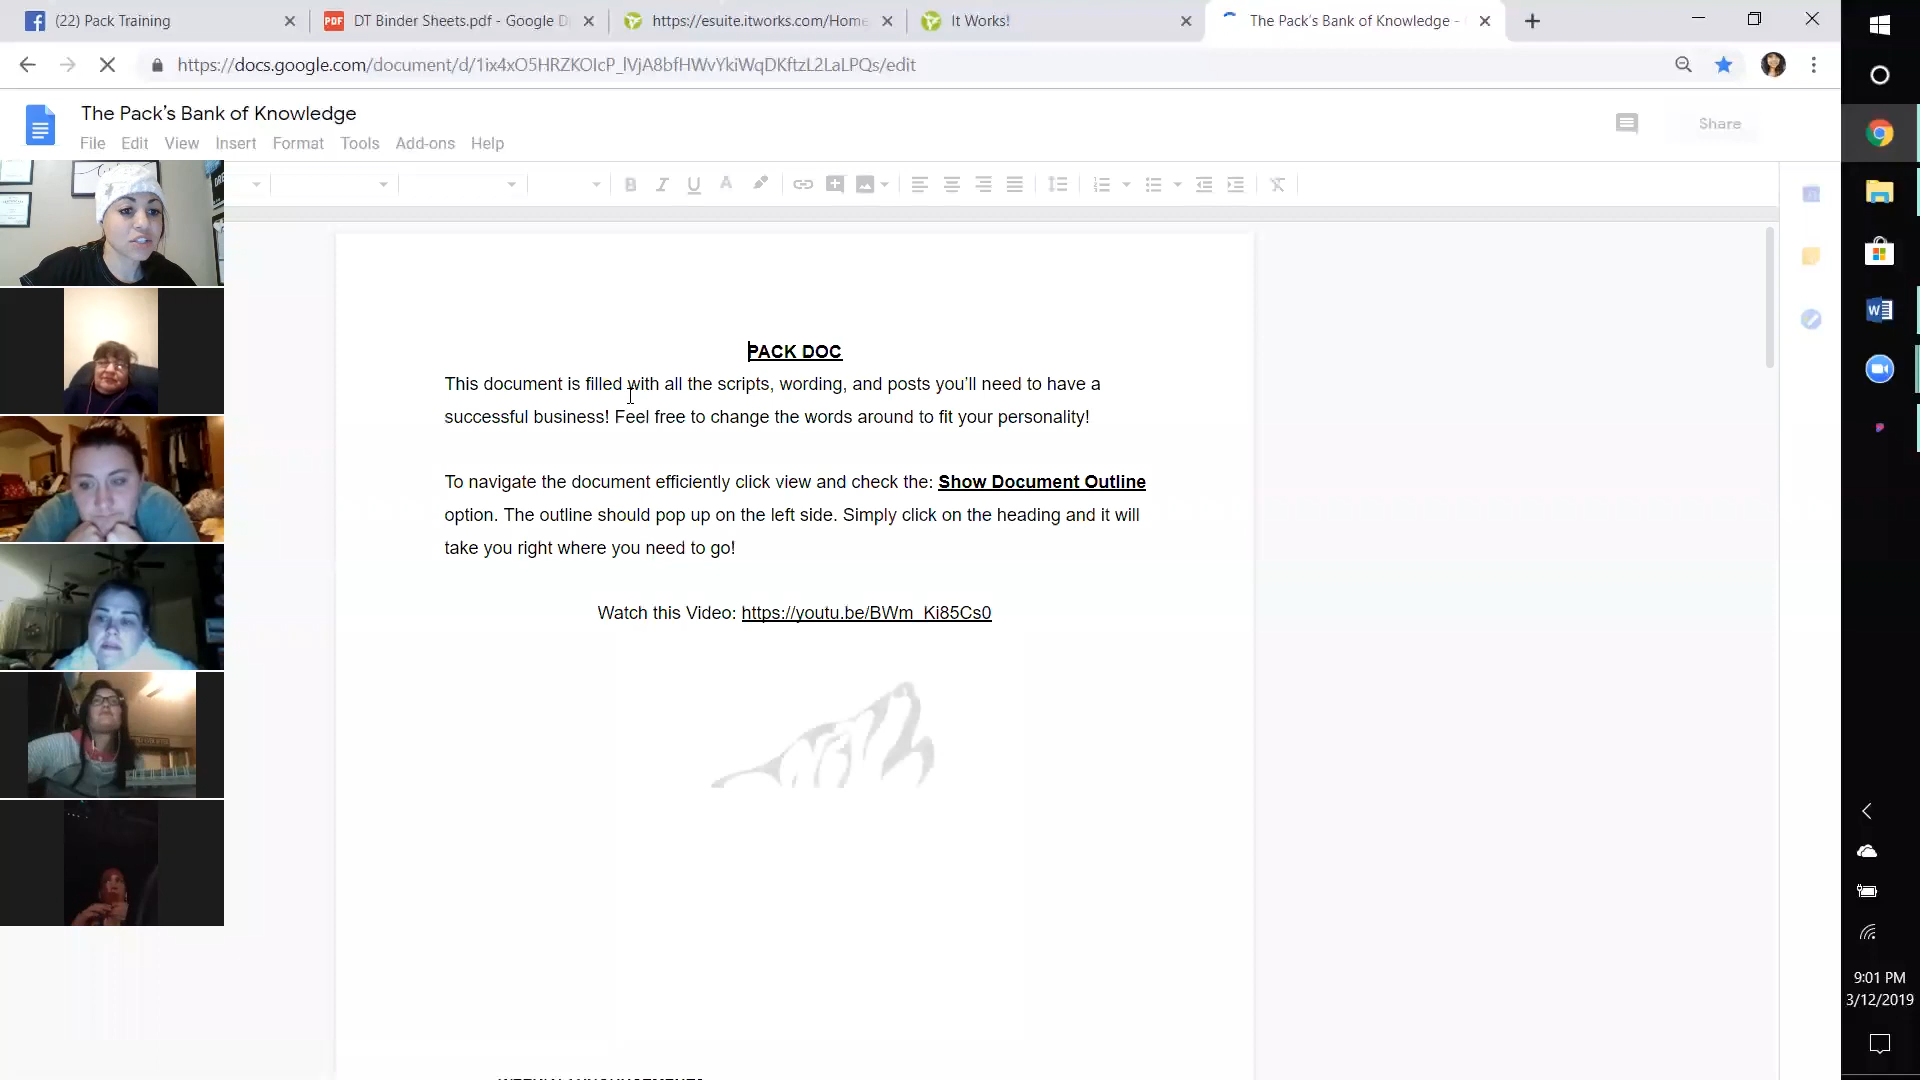 (22) Pack Training
DT Binder Sheets.pdf - Google D
https://esuite.itworks.com/Home
It Works!
The Pack's Bank of Knowledge -
https://docs.google.com/document/d/1ix4xO5HRZKOIcP_lVjA8bfHWvYkiWqDKftzL2LaLPQs/edit
The Pack's Bank of Knowledge
File Edit View Insert Format Tools Add-ons Help
Share
PACK DOC
This document is filled with all the scripts, wording, and posts you'll need to have a
successful business! Feel free to change the words around to fit your personality!
To navigate the document efficiently click view and check the: Show Document Outline
option. The outline should pop up on the left side. Simply click on the heading and it will
take you right where you need to go!
Watch this Video: https://youtu.be/BWm_Ki85Cs0
9:01 PM
3/12/2019